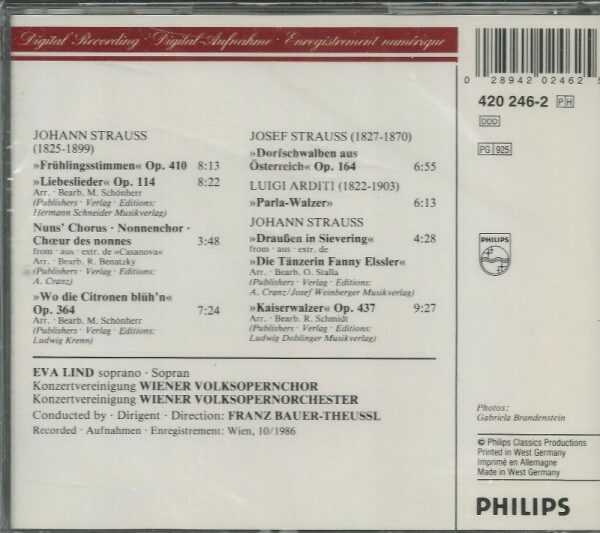 Digital Recording · Digital-Aufnahme · Enregistrement numérique
JOHANN STRAUSS
(1825-1899)
»Frühlingsstimmen« Op. 410 8:13
»Liebeslieder« Op. 114 8:22
Arr. · Bearb. M. Schönherr
(Publishers · Verlag · Editions:
Hermann Schneider Musikverlag)
Nuns' Chorus · Nonnenchor ·
Chœur des nonnes 3:48
from · aus · extr. de »Casanova«
Arr. · Bearb. R. Benatzky
(Publishers · Verlag · Editions:
A. Cranz)
»Wo die Citronen blüh'n«
Op. 364 7:24
Arr. · Bearb. M. Schönherr
(Publishers · Verlag · Editions:
Ludwig Krenn)
JOSEF STRAUSS (1827-1870)
»Dorfschwalben aus
Österreich« Op. 164 6:55
LUIGI ARDITI (1822-1903)
»Parla-Walzer« 6:13
JOHANN STRAUSS
»Draußen in Sievering« 4:28
from · aus · extr. de
»Die Tänzerin Fanny Elssler«
Arr. · Bearb. O. Stalla
(Publishers · Verlag · Editions:
A. Cranz/Josef Weinberger Musikverlag)
»Kaiserwalzer« Op. 437 9:27
Arr. · Bearb. R. Schmidt
(Publishers · Verlag · Editions:
Ludwig Doblinger Musikverlag)
EVA LIND soprano · Sopran
Konzertvereinigung WIENER VOLKSOPERNCHOR
Konzertvereinigung WIENER VOLKSOPERNORCHESTER
Conducted by · Dirigent · Direction: FRANZ BAUER-THEUSSL
Recorded · Aufnahmen · Enregistrement: Wien, 10/1986
0 28942 02462 5
420 246-2 PH
DDD
PG 925
PHILIPS
Photos:
Gabriela Brandenstein
© Philips Classics Productions
Printed in West Germany
Imprimé en Allemagne
Made in West Germany
PHILIPS